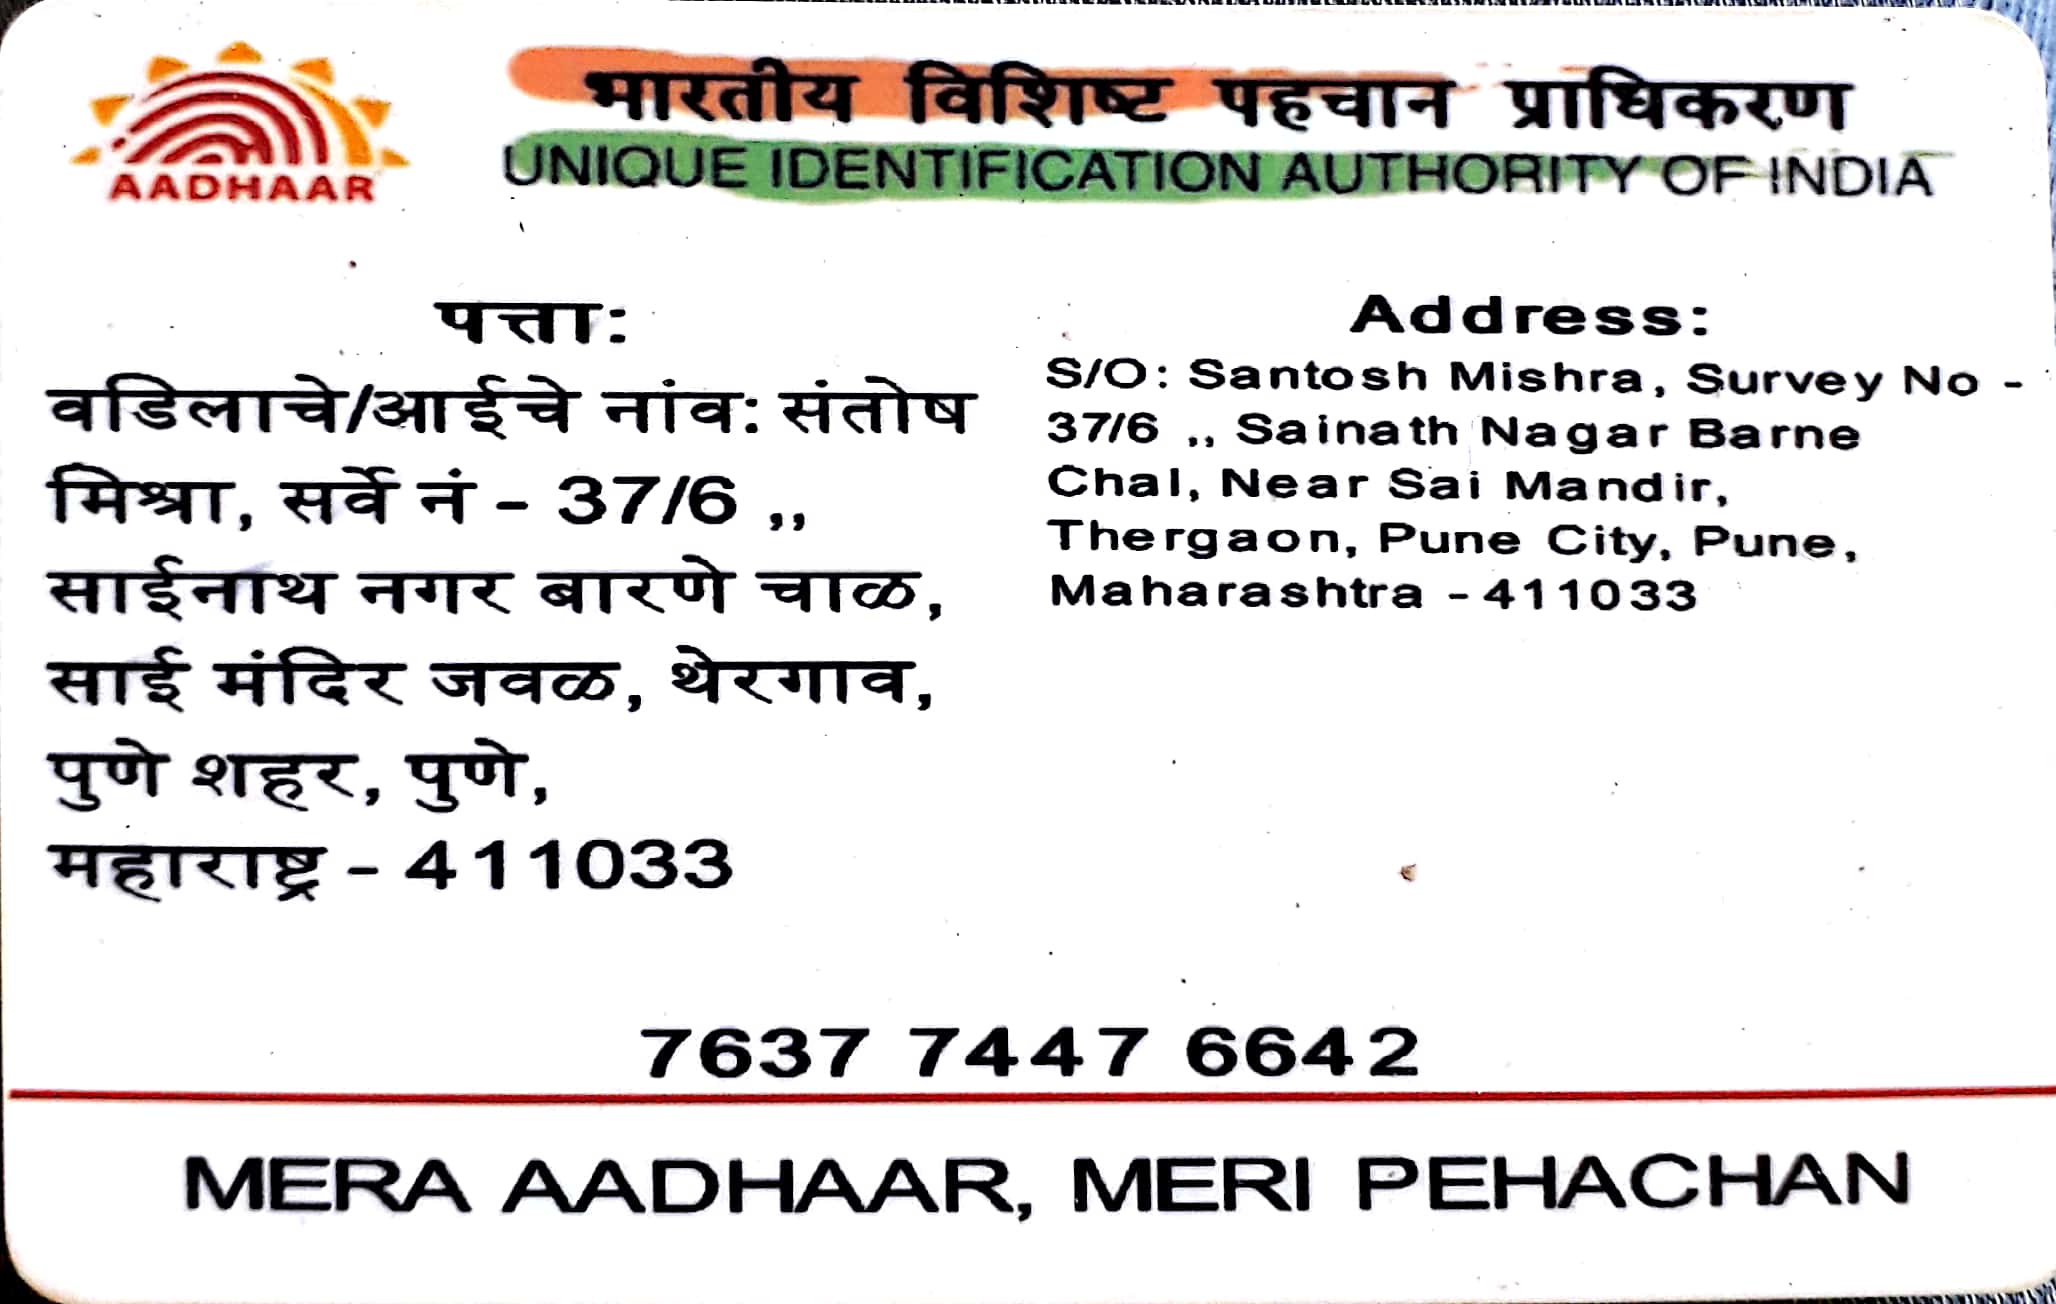 भारतीय विशिष्ट पहचान प्राधिकरण
AADHAAR
UNIQUE IDENTIFICATION AUTHORITY OF INDIA
पत्ता:
वडिलाचे/आईचे नांव: संतोष
मिश्रा, सर्वे नं - 37/6 ,,
साईनाथ नगर बारणे चाळ,
साई मंदिर जवळ, थेरगाव,
पुणे शहर, पुणे,
महाराष्ट्र - 411033
Address:
S/O: Santosh Mishra, Survey No -
37/6 ,, Sainath Nagar Barne
Chal, Near Sai Mandir,
Thergaon, Pune City, Pune,
Maharashtra - 411033
7637 7447 6642
MERA AADHAAR, MERI PEHACHAN